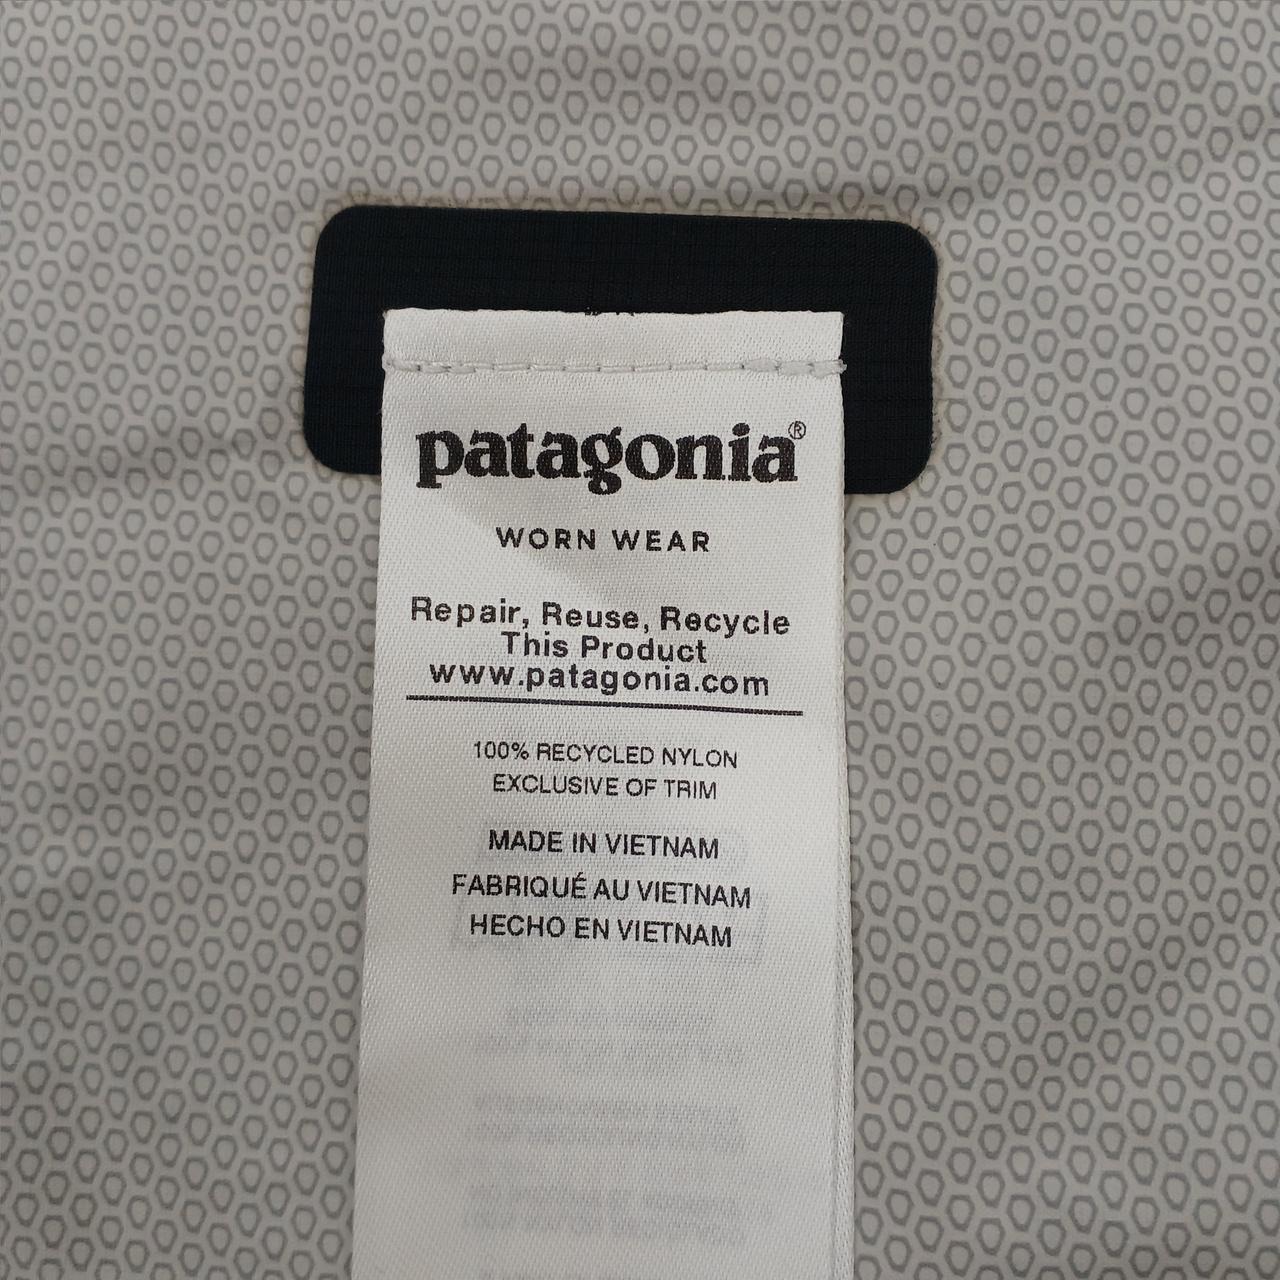 patagonia®
WORN WEAR
Repair, Reuse, Recycle
This Product
www.patagonia.com
100% RECYCLED NYLON
EXCLUSIVE OF TRIM
MADE IN VIETNAM
FABRIQUÉ AU VIETNAM
HECHO EN VIETNAM